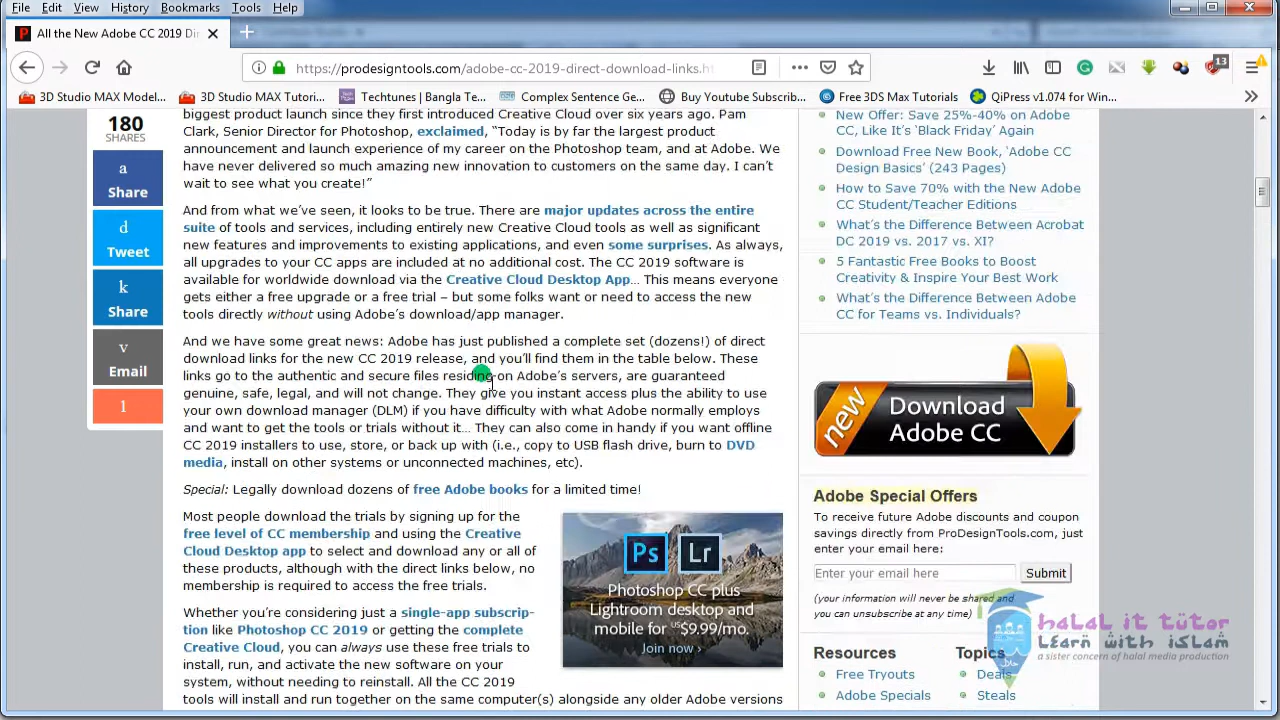 File Edit View History Bookmarks Tools Help
All the New Adobe CC 2019 Dir
https://prodesigntools.com/adobe-cc-2019-direct-download-links.ht
13
3D Studio MAX Model... 3D Studio MAX Tutori... Techtunes | Bangla Te... Complex Sentence Ge... Buy Youtube Subscrib... Free 3DS.Max Tutorials QiPress v1.074 for Win...
180
SHARES
a
Share
d
Tweet
k
Share
v
Email
1
biggest product launch since they first introduced Creative Cloud over six years ago. Pam
Clark, Senior Director for Photoshop, exclaimed, “Today is by far the largest product
announcement and launch experience of my career on the Photoshop team, and at Adobe. We
have never delivered so much amazing new innovation to customers on the same day. I can’t
wait to see what you create!”
And from what we’ve seen, it looks to be true. There are major updates across the entire
suite of tools and services, including entirely new Creative Cloud tools as well as significant
new features and improvements to existing applications, and even some surprises. As always,
all upgrades to your CC apps are included at no additional cost. The CC 2019 software is
available for worldwide download via the Creative Cloud Desktop App... This means everyone
gets either a free upgrade or a free trial – but some folks want or need to access the new
tools directly without using Adobe’s download/app manager.
And we have some great news: Adobe has just published a complete set (dozens!) of direct
download links for the new CC 2019 release, and you’ll find them in the table below. These
links go to the authentic and secure files residing on Adobe’s servers, are guaranteed
genuine, safe, legal, and will not change. They give you instant access plus the ability to use
your own download manager (DLM) if you have difficulty with what Adobe normally employs
and want to get the tools or trials without it... They can also come in handy if you want offline
CC 2019 installers to use, store, or back up with (i.e., copy to USB flash drive, burn to DVD
media, install on other systems or unconnected machines, etc).
Special: Legally download dozens of free Adobe books for a limited time!
Most people download the trials by signing up for the
free level of CC membership and using the Creative
Cloud Desktop app to select and download any or all of
these products, although with the direct links below, no
membership is required to access the free trials.
Whether you’re considering just a single-app subscrip-
tion like Photoshop CC 2019 or getting the complete
Creative Cloud, you can always use these free trials to
install, run, and activate the new software on your
system, without needing to reinstall. All the CC 2019
tools will install and run together on the same computer(s) alongside any older Adobe versions
Ps Lr
Photoshop CC plus
Lightroom desktop and
mobile for US$9.99/mo.
Join now ›
New Offer: Save 25%-40% on Adobe
CC, Like It’s ‘Black Friday’ Again
Download Free New Book, ‘Adobe CC
Design Basics’ (243 Pages)
How to Save 70% with the New Adobe
CC Student/Teacher Editions
What’s the Difference Between Acrobat
DC 2019 vs. 2017 vs. XI?
5 Fantastic Free Books to Boost
Creativity & Inspire Your Best Work
What’s the Difference Between Adobe
CC for Teams vs. Individuals?
new Download
Adobe CC
Adobe Special Offers
To receive future Adobe discounts and coupon
savings directly from ProDesignTools.com, just
enter your email here:
Enter your email here Submit
(your information will never be shared and
you can unsubscribe at any time)
Resources Topics
Free Tryouts Deals
Adobe Specials Steals
halal it tutor
Learn with islam
a sister concern of halal media production